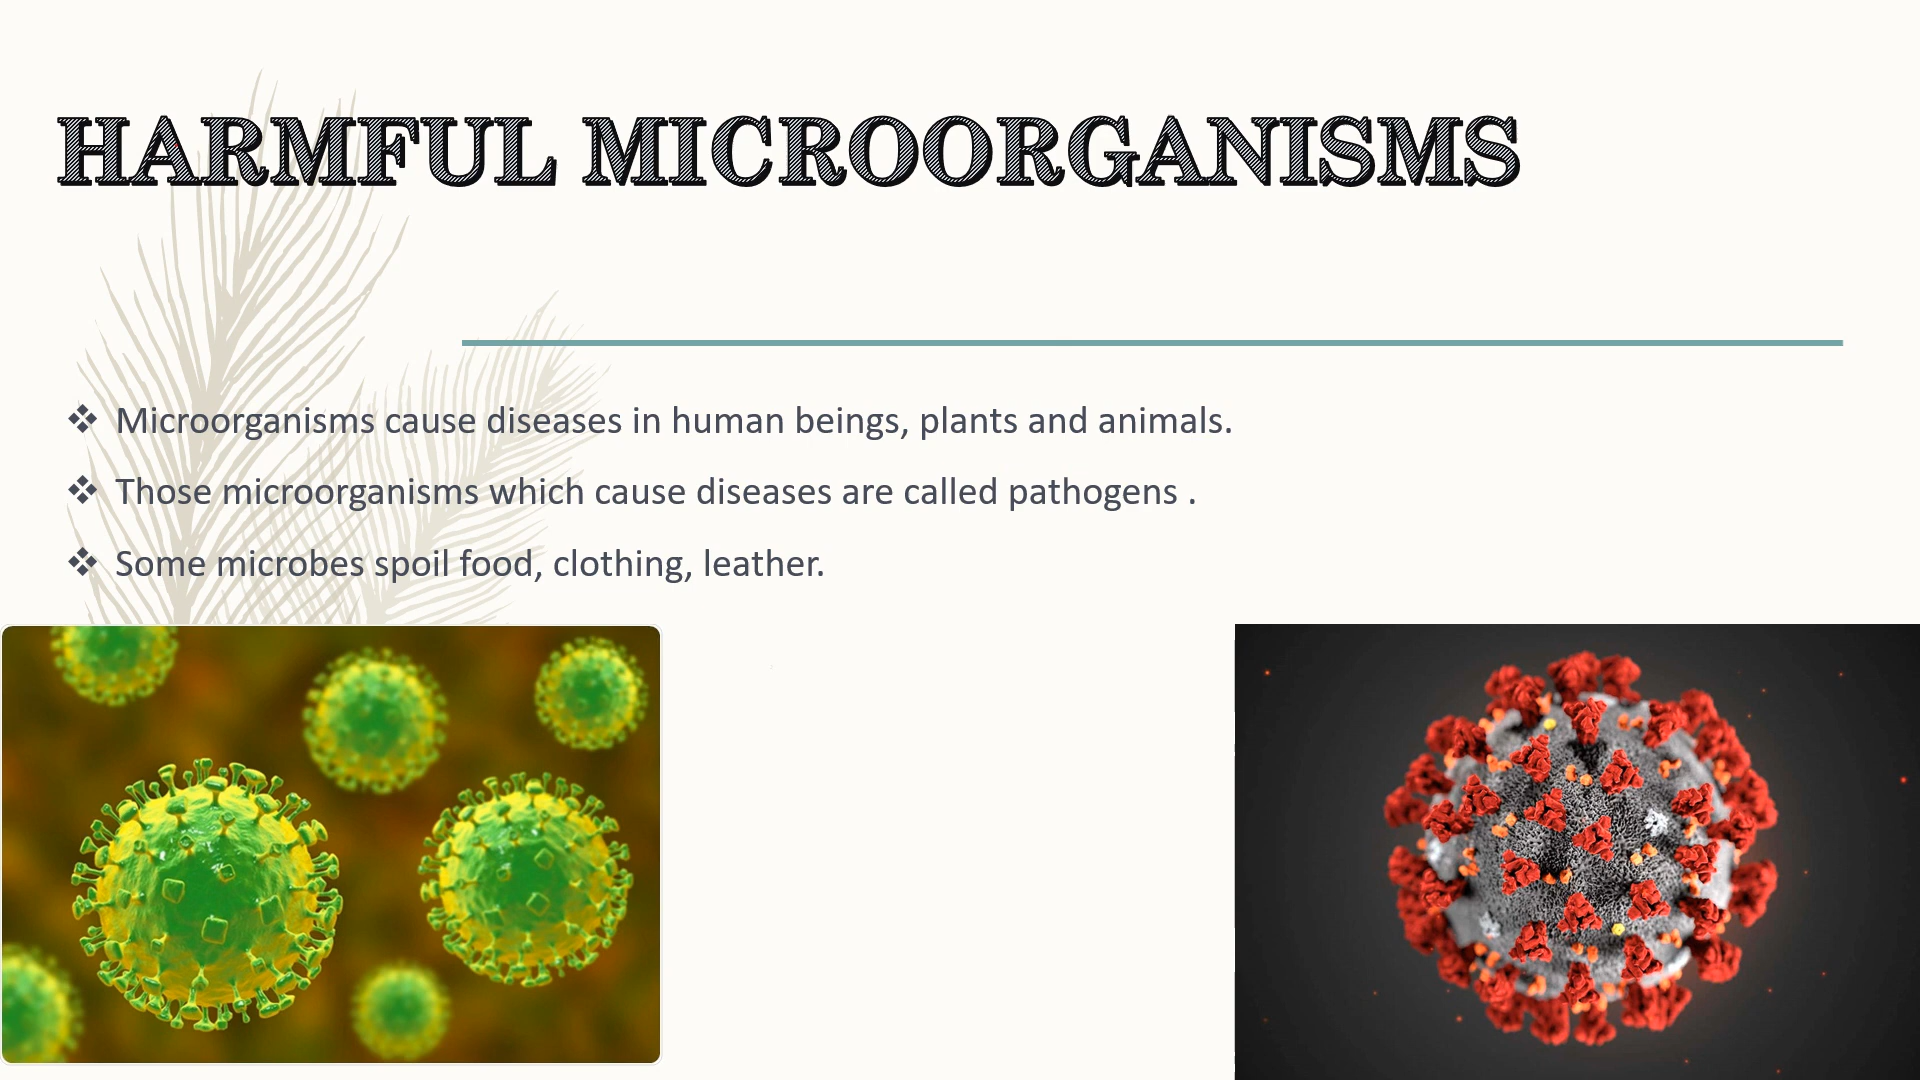 HARMFUL MICROORGANISMS
❖ Microorganisms cause diseases in human beings, plants and animals.
❖ Those microorganisms which cause diseases are called pathogens .
❖ Some microbes spoil food, clothing, leather.